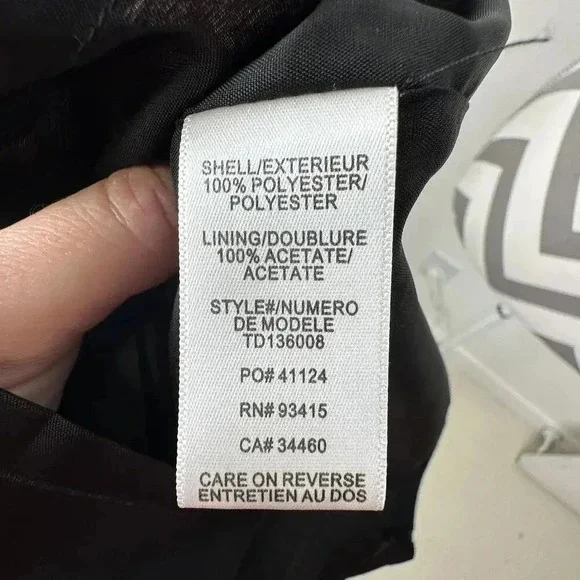 SHELL/EXTERIEUR
100% POLYESTER/
POLYESTER
LINING/DOUBLURE
100% ACETATE/
ACETATE
STYLE#/NUMERO
DE MODELE
TD136008
PO# 41124
RN# 93415
CA# 34460
CARE ON REVERSE
ENTRETIEN AU DOS